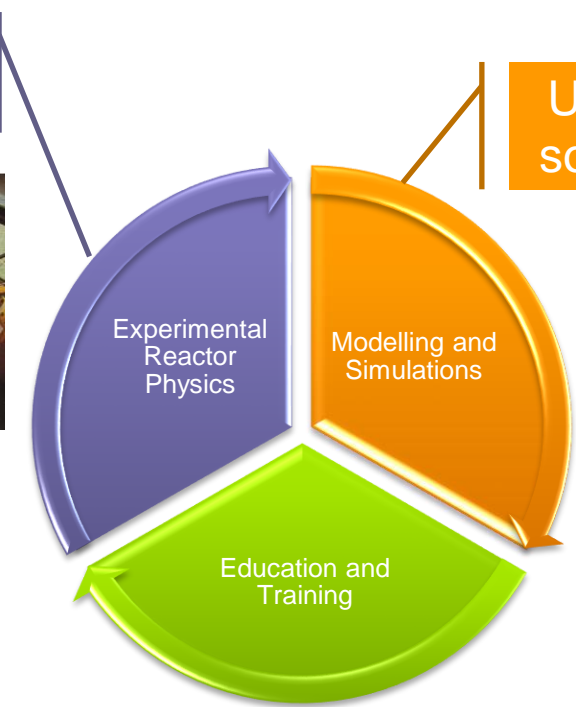 Experimental
Reactor
Physics
Modelling and
Simulations
Education and
Training